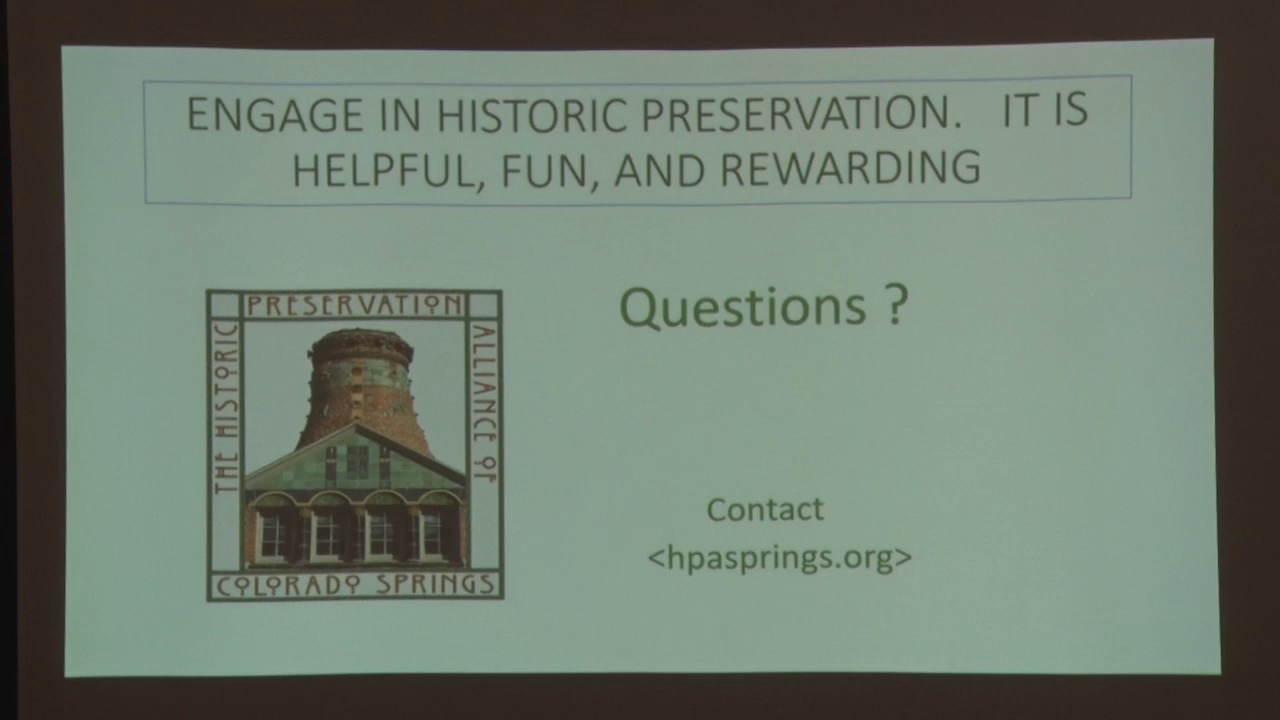 ENGAGE IN HISTORIC PRESERVATION. IT IS
HELPFUL, FUN, AND REWARDING
THE HISTORIC
PRESERVATION
ALLIANCE OF
COLORADO SPRINGS
Questions ?
Contact
<hpasprings.org>